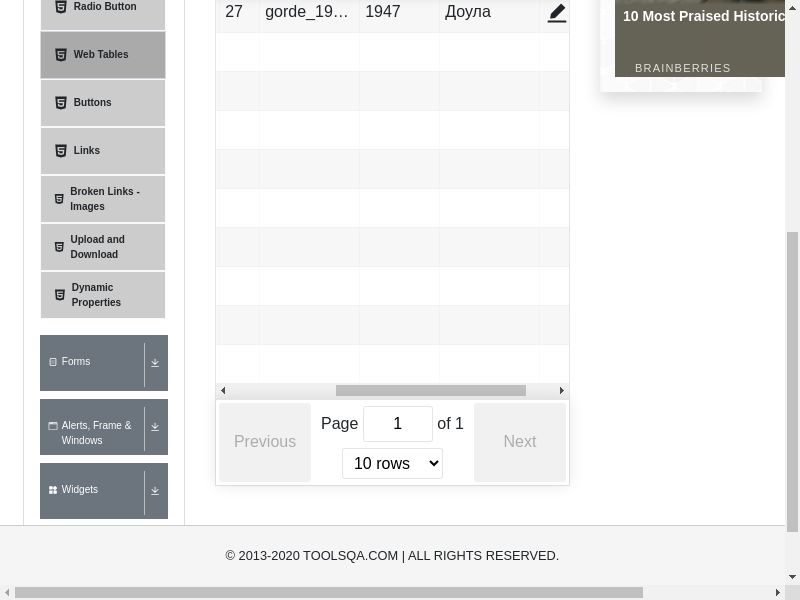 Radio Button
Web Tables
Buttons
Links
Broken Links -
Images
Upload and
Download
Dynamic
Properties
Forms
Alerts, Frame &
Windows
Widgets
27 gorde_19... 1947 Доула
Previous
Page 1 of 1
10 rows
Next
10 Most Praised Historic
BRAINBERRIES
© 2013-2020 TOOLSQA.COM | ALL RIGHTS RESERVED.